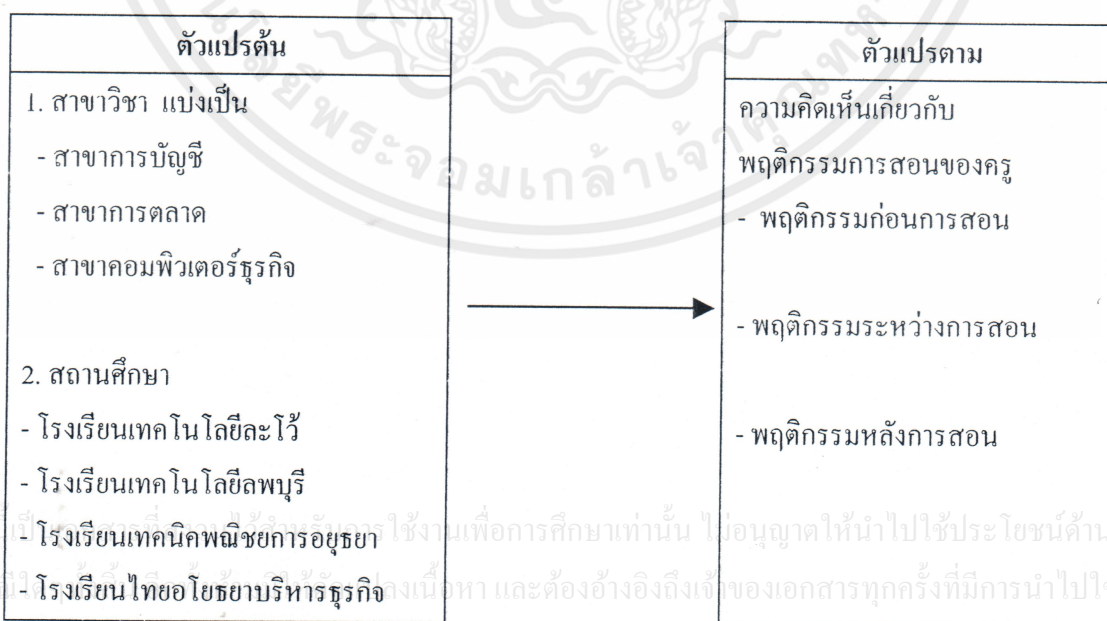 ตัวแปรต้น
1. สาขาวิชา แบ่งเป็น
- สาขาการบัญชี
- สาขาการตลาด
- สาขาคอมพิวเตอร์ธุรกิจ
2. สถานศึกษา
- โรงเรียนเทคโนโลยีละโว้
- โรงเรียนเทคโนโลยีลพบุรี
- โรงเรียนเทคนิคพณิชยการอยุธยา
- โรงเรียนไทยอโยธยาบริหารธุรกิจ
ตัวแปรตาม
ความคิดเห็นเกี่ยวกับ
พฤติกรรมการสอนของครู
- พฤติกรรมก่อนการสอน
- พฤติกรรมระหว่างการสอน
- พฤติกรรมหลังการสอน
พระจอมเกล้าเจ้า
ใช้งานเพื่อการศึกษาเท่านั้น ไม่อนุญาตให้นำไปใช้ประโยชน์ด้าน
และต้องอ้างอิงถึงเจ้าของเอกสารทุกครั้งที่มีการนำไปใช้